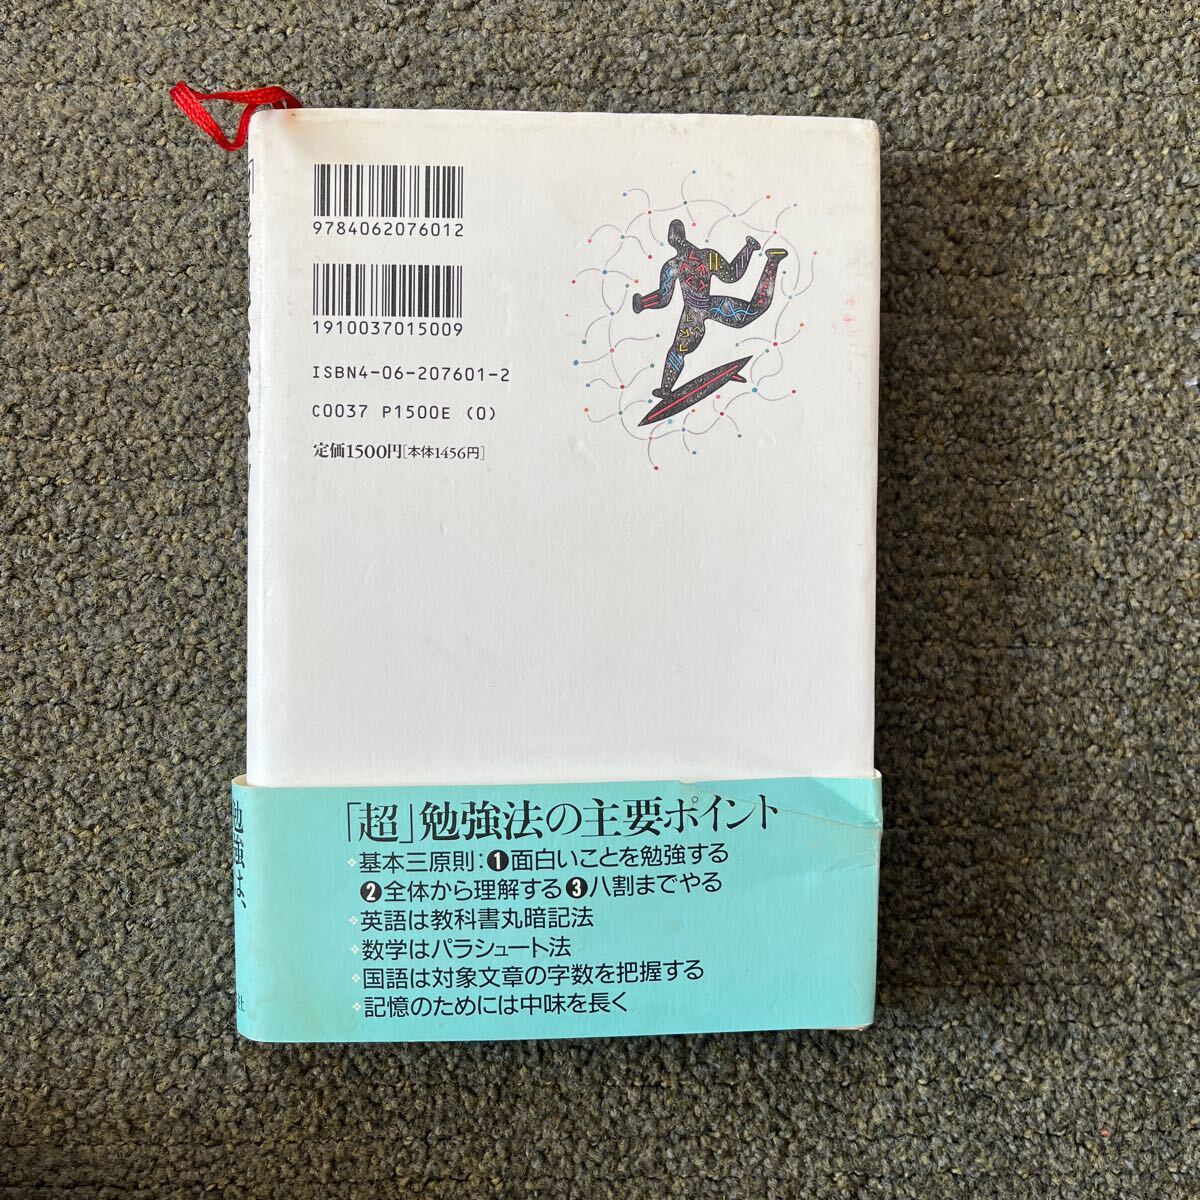 9784062076012
1910037015009
ISBN4-06-207601-2
C0037 P1500E (0)
定価1500円[本体1456円]
「超」勉強法の主要ポイント
基本三原則：❶面白いことを勉強する
❷全体から理解する❸八割までやる
英語は教科書丸暗記法
数学はパラシュート法
国語は対象文章の字数を把握する
記憶のためには中味を長く
勉強は、